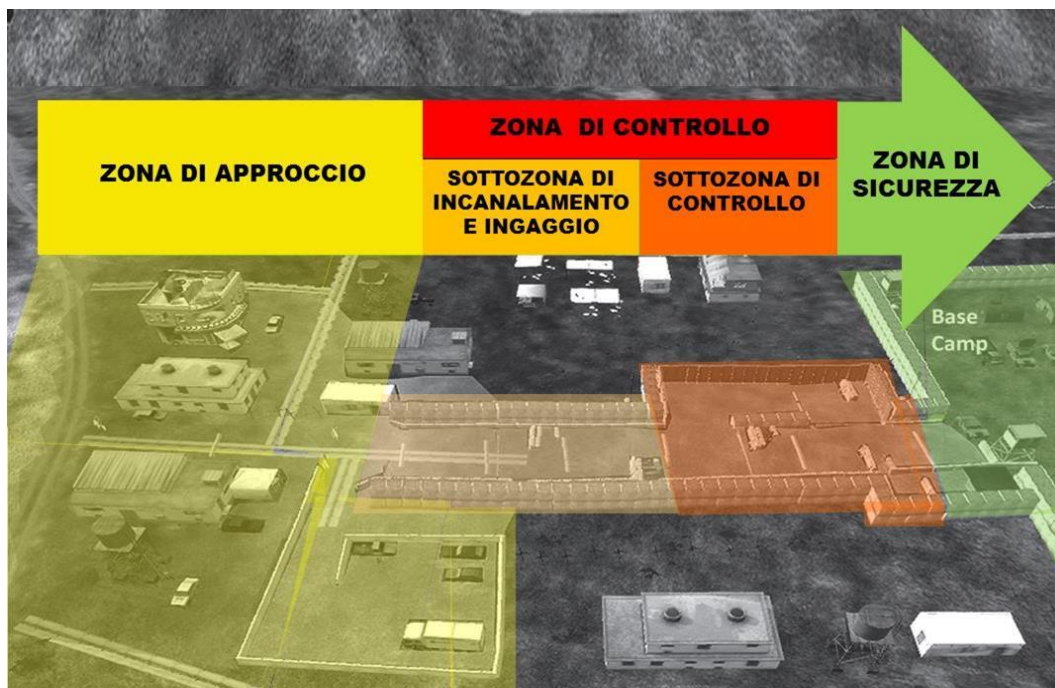 ZONA DI APPROCCIO
ZONA DI CONTROLLO
SOTTOZONA DI
INCANALAMENTO
E INGAGGIO
SOTTOZONA DI
CONTROLLO
ZONA DI
SICUREZZA
Base
Camp